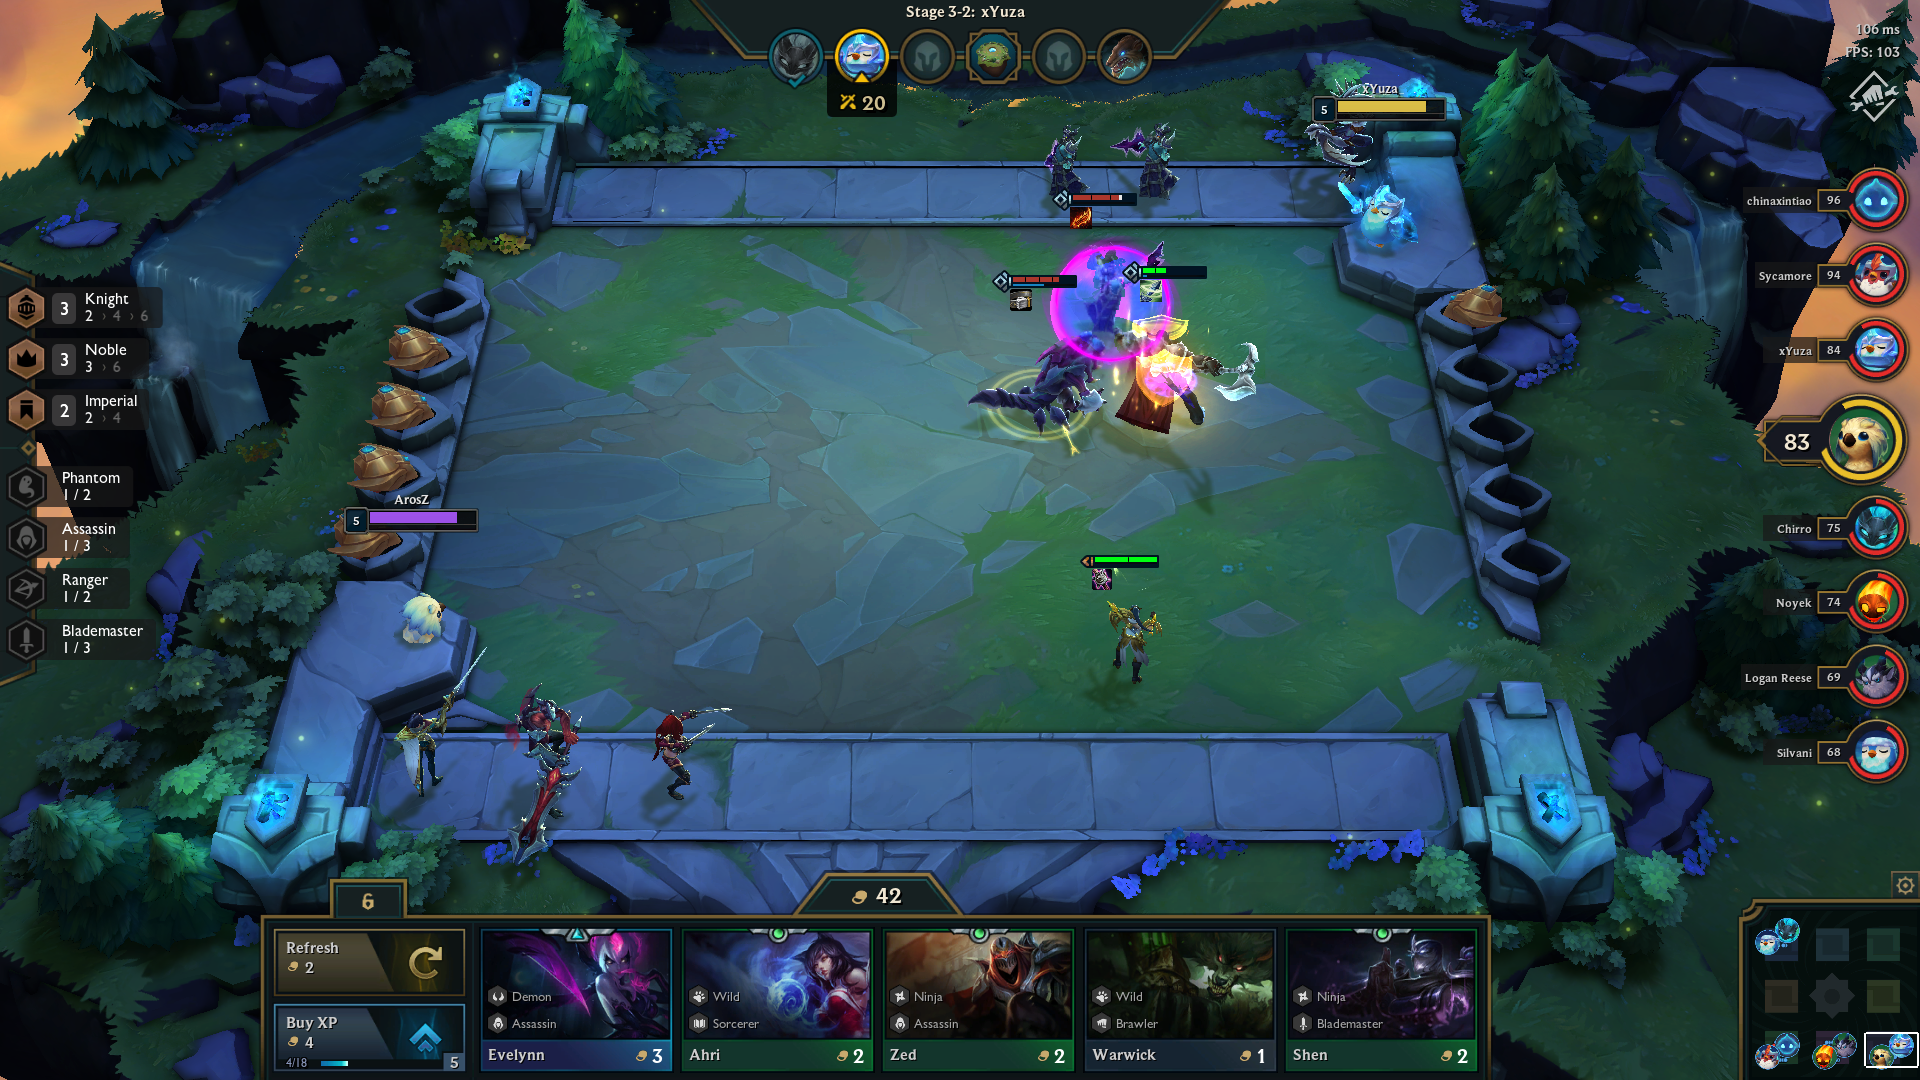 Stage 3-2: xYuza
20
106 ms
FPS: 103
xYuza
5
chinaxintiao 96
Sycamore 94
xYuza 84
83
Chirro 75
Noyek 74
Logan Reese 69
Silvani 68
3 Knight
2 › 4 › 6
3 Noble
3 › 6
2 Imperial
2 › 4
Phantom
1 / 2
Assassin
1 / 3
Ranger
1 / 2
Blademaster
1 / 3
ArosZ
5
6
42
Refresh
2
Buy XP
4
4/18 5
Demon
Assassin
Evelynn 3
Wild
Sorcerer
Ahri 2
Ninja
Assassin
Zed 2
Wild
Brawler
Warwick 1
Ninja
Blademaster
Shen 2